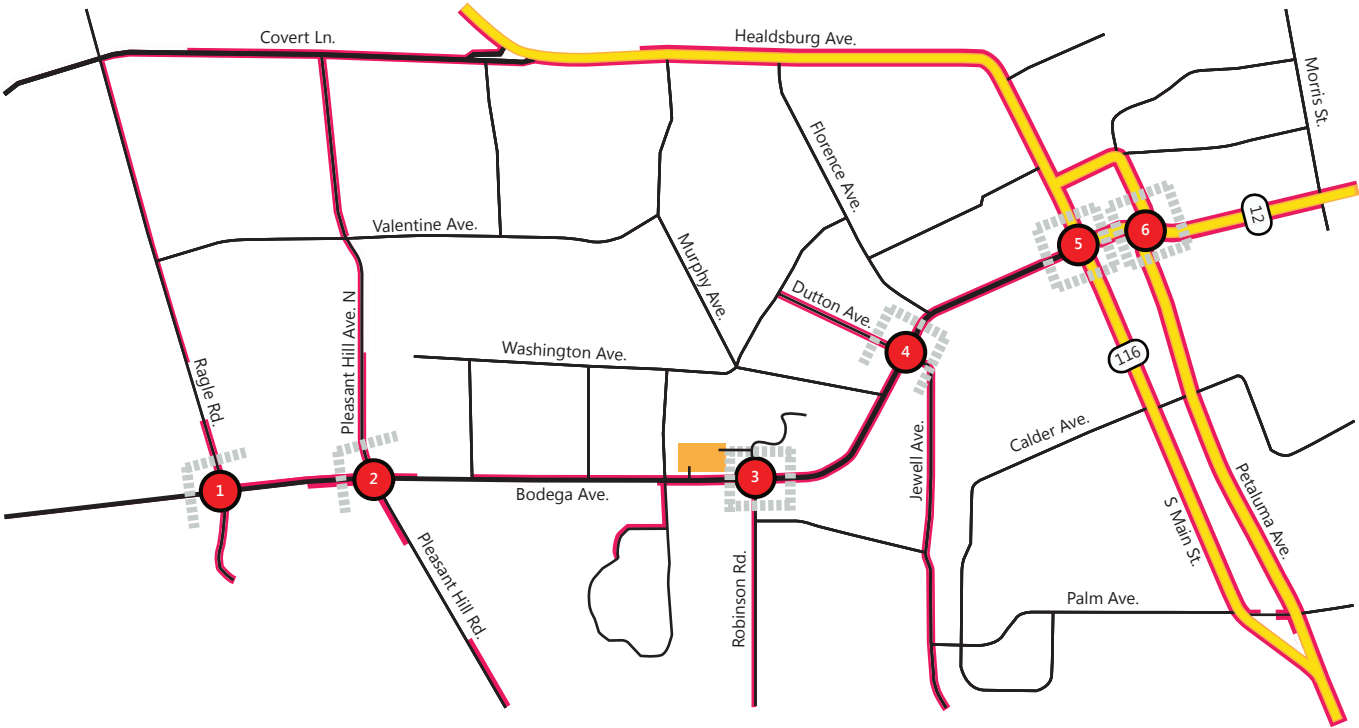 Covert Ln.
Healdsburg Ave.
Morris St.
Florence Ave.
Valentine Ave.
Murphy Ave.
12
6
5
Dutton Ave.
Pleasant Hill Ave. N
Washington Ave.
4
116
Ragle Rd.
Calder Ave.
Jewell Ave.
1
2
3
Bodega Ave.
Petaluma Ave.
S Main St.
Pleasant Hill Rd.
Robinson Rd.
Palm Ave.